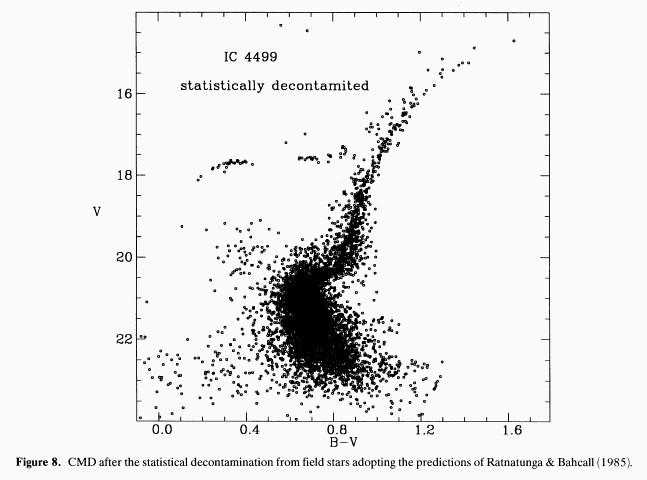 IC 4499
statistically decontamited
16
18
V
20
22
0.0 0.4 0.8 1.2 1.6
B-V
Figure 8. CMD after the statistical decontamination from field stars adopting the predictions of Ratnatunga & Bahcall (1985).